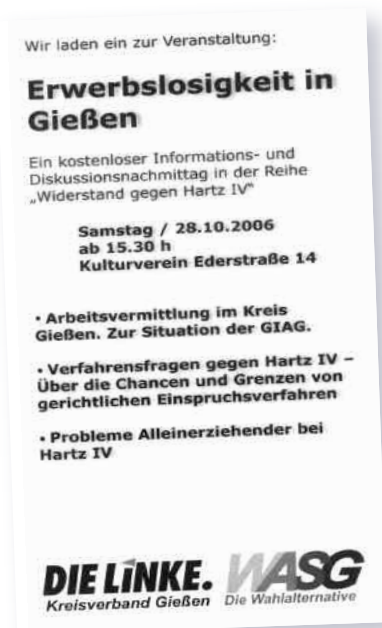 Wir laden ein zur Veranstaltung:
Erwerbslosigkeit in
Gießen
Ein kostenloser Informations- und
Diskussionsnachmittag in der Reihe
„Widerstand gegen Hartz IV“
Samstag / 28.10.2006
ab 15.30 h
Kulturverein Ederstraße 14
• Arbeitsvermittlung im Kreis
Gießen. Zur Situation der GIAG.
• Verfahrensfragen gegen Hartz IV –
Über die Chancen und Grenzen von
gerichtlichen Einspruchsverfahren
• Probleme Alleinerziehender bei
Hartz IV
DIE LINKE. WASG
Kreisverband Gießen Die Wahlalternative